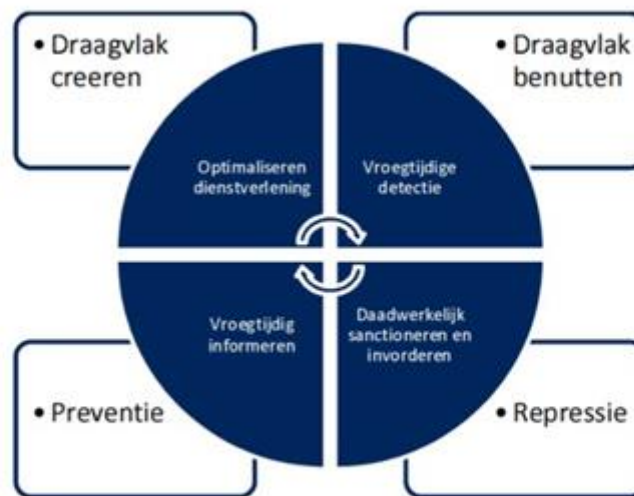 • Draagvlak
creeren
• Draagvlak
benutten
Optimaliseren
dienstverlening
Vroegtijdige
detectie
Vroegtijdig
informeren
Daadwerkelijk
sanctioneren en
invorderen
• Preventie
• Repressie